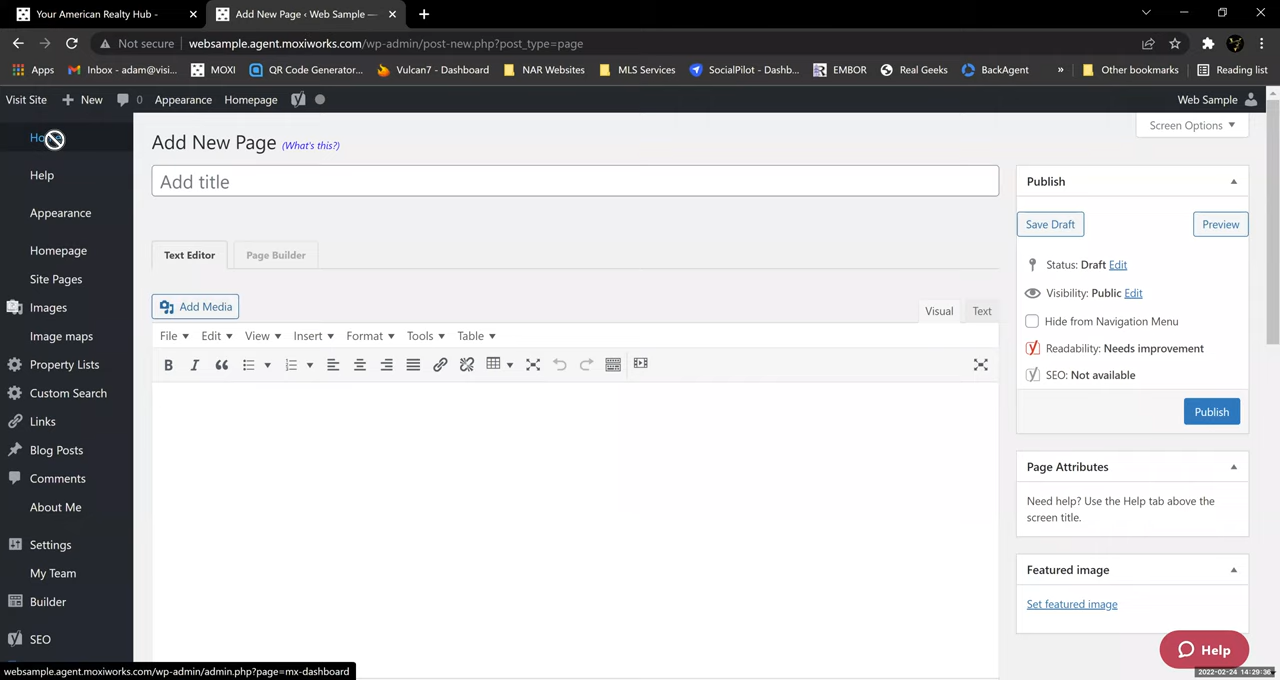 Your American Realty Hub -
Add New Page ‹ Web Sample —
Not secure
websample.agent.moxiworks.com/wp-admin/post-new.php?post_type=page
Apps
Inbox - adam@visi...
MOXI
QR Code Generator...
Vulcan7 - Dashboard
NAR Websites
MLS Services
SocialPilot - Dashb...
EMBOR
Real Geeks
BackAgent
»
Other bookmarks
Reading list
Visit Site
New
0
Appearance
Homepage
Web Sample
Help
Appearance
Homepage
Site Pages
Images
Image maps
Property Lists
Custom Search
Links
Blog Posts
Comments
About Me
Settings
My Team
Builder
SEO
Add New Page (What's this?)
Screen Options
Add title
Text Editor
Page Builder
Add Media
Visual
Text
File
Edit
View
Insert
Format
Tools
Table
B
I
Publish
Save Draft
Preview
Status: Draft Edit
Visibility: Public Edit
Hide from Navigation Menu
Readability: Needs improvement
SEO: Not available
Publish
Page Attributes
Need help? Use the Help tab above the
screen title.
Featured image
Set featured image
Help
websample.agent.moxiworks.com/wp-admin/admin.php?page=mx-dashboard
2022-02-24 14:29:36